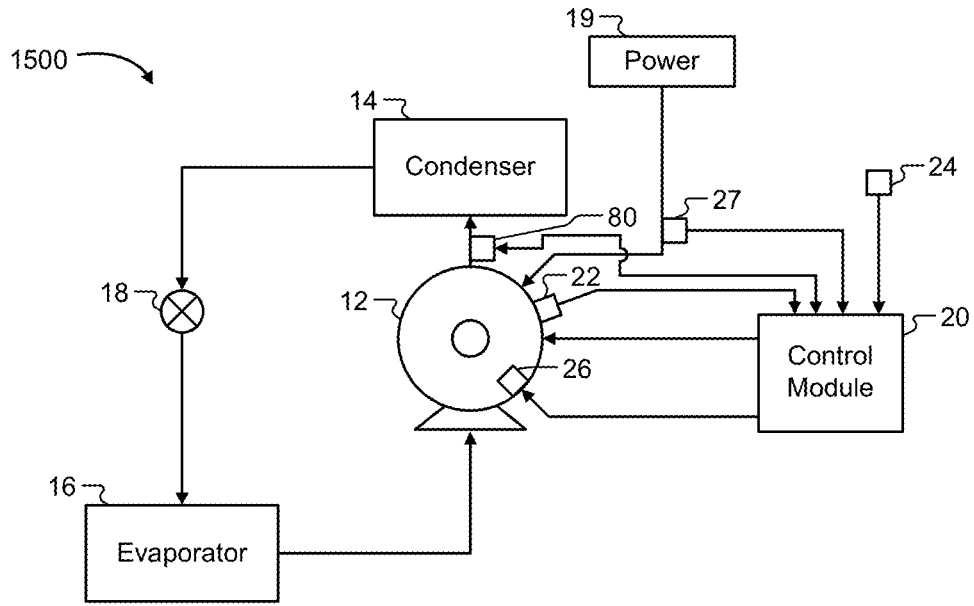 19
Power
1500
14
Condenser
24
27
80
22
18
12
20
Control
Module
26
16
Evaporator